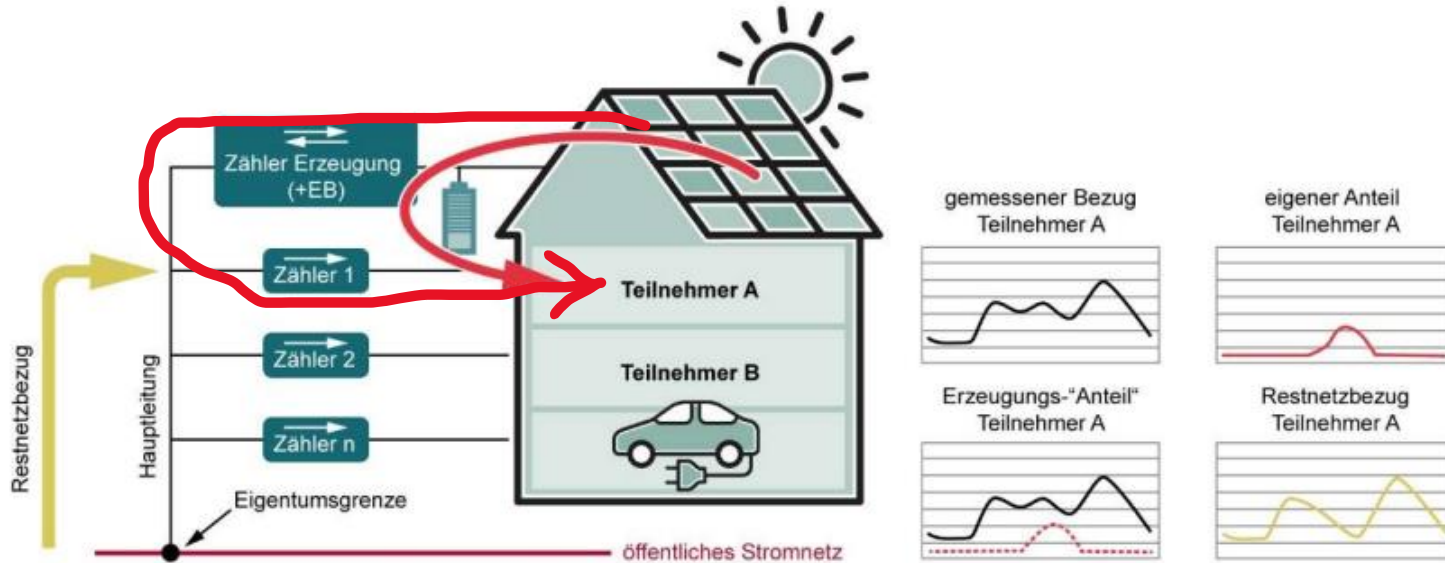 Zähler Erzeugung
(+EB)
Zähler 1
Zähler 2
Zähler n
Restnetzbezug
Hauptleitung
Eigentumsgrenze
öffentliches Stromnetz
Teilnehmer A
Teilnehmer B
gemessener Bezug
Teilnehmer A
eigener Anteil
Teilnehmer A
Erzeugungs-“Anteil“
Teilnehmer A
Restnetzbezug
Teilnehmer A